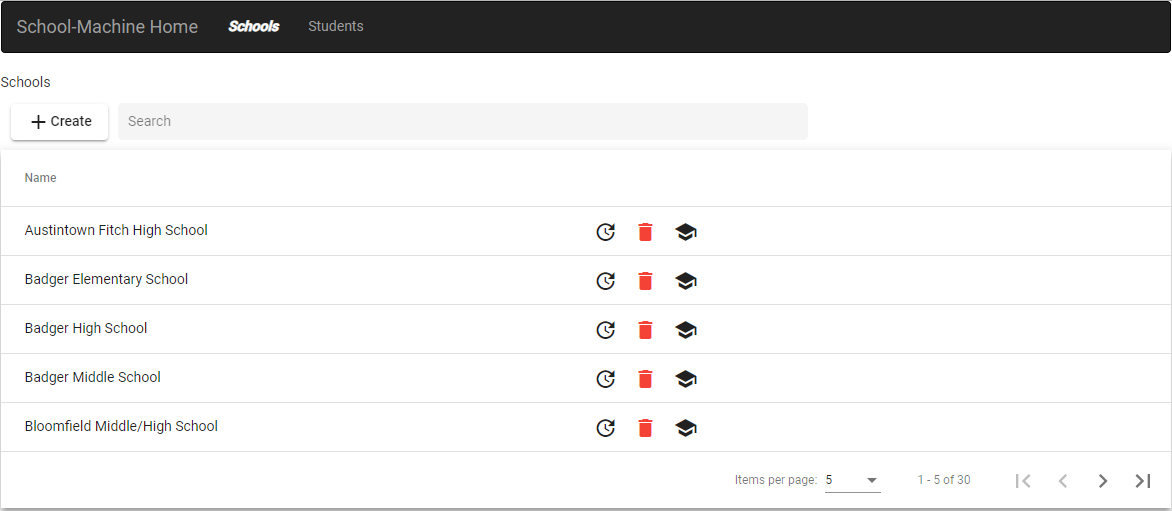 School-Machine Home Schools Students
Schools
Create Search
Name
Austintown Fitch High School
Badger Elementary School
Badger High School
Badger Middle School
Bloomfield Middle/High School
Items per page: 5 1 - 5 of 30